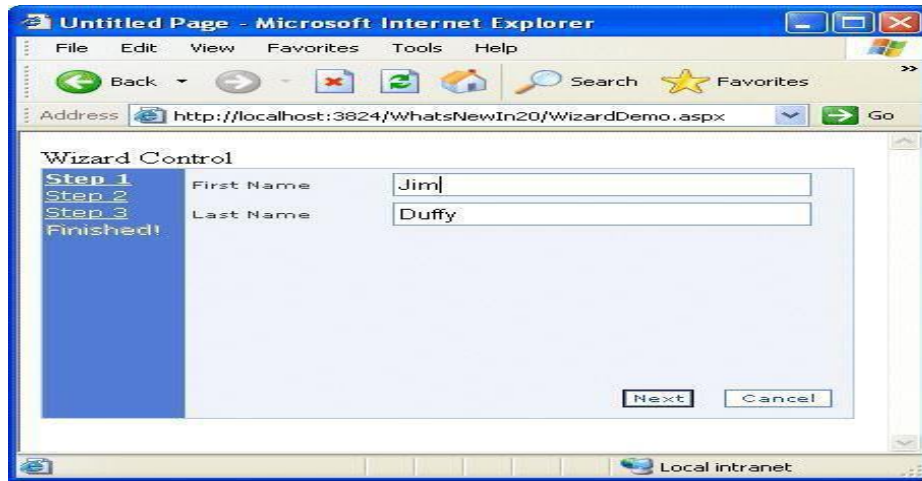 Untitled Page - Microsoft Internet Explorer
File Edit View Favorites Tools Help
Back Search Favorites »
Address http://localhost:3824/WhatsNewIn20/WizardDemo.aspx Go
Wizard Control
Step 1
Step 2
Step 3
Finished!
First Name Jim
Last Name Duffy
Next Cancel
Local intranet